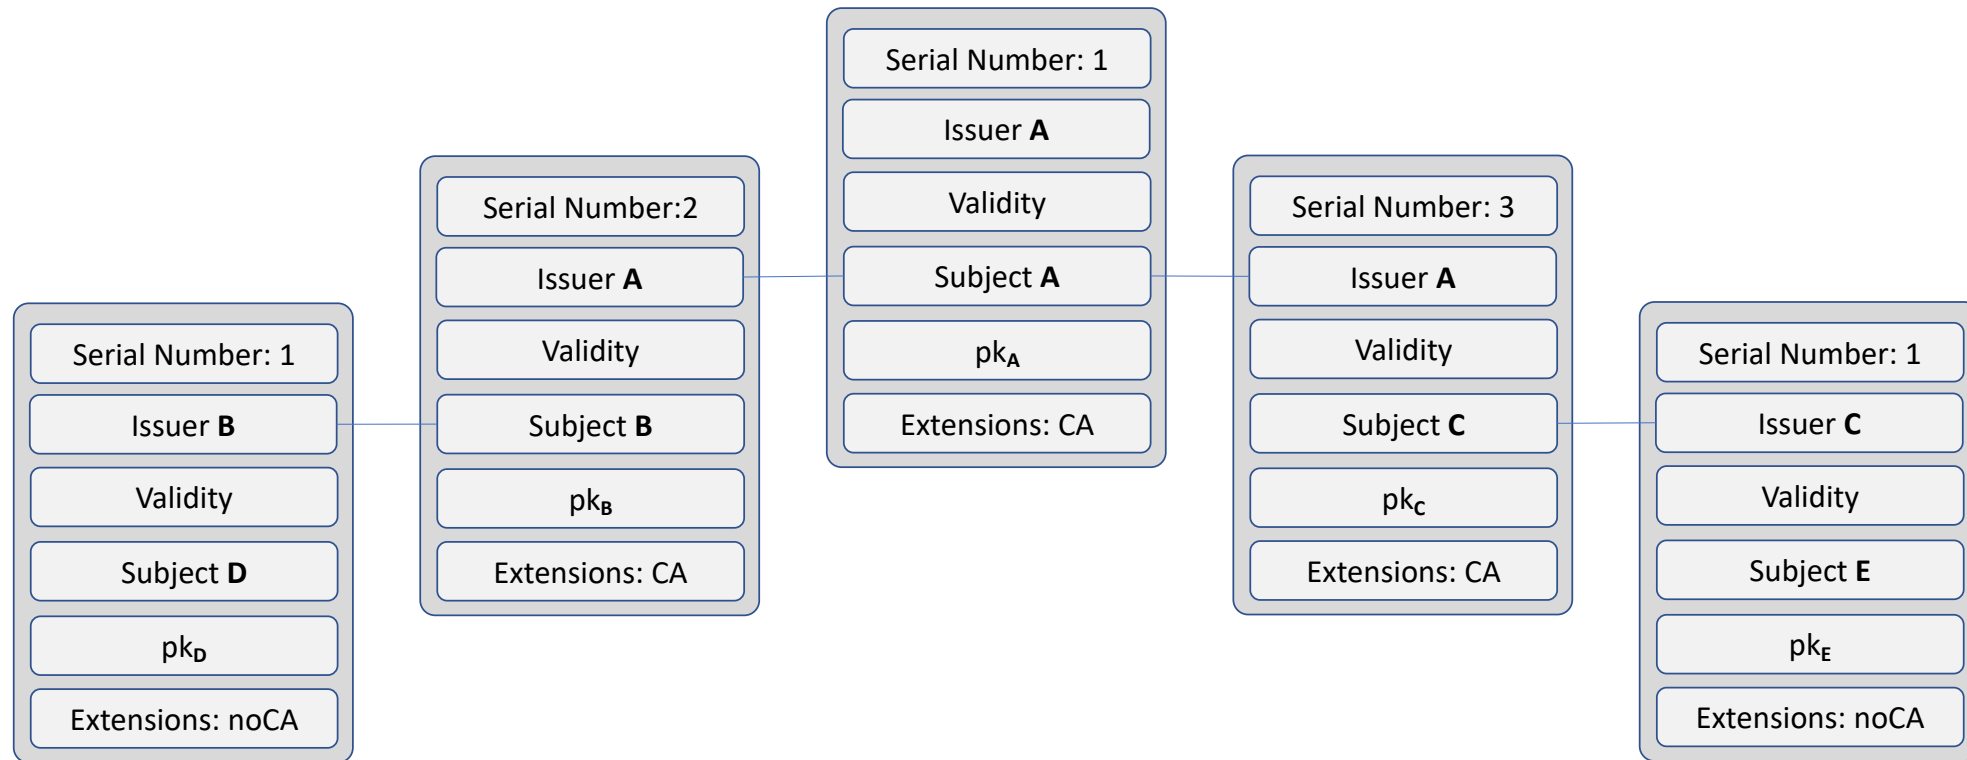 Serial Number: 1
Issuer B
Validity
Subject D
pkD
Extensions: noCA
Serial Number:2
Issuer A
Validity
Subject B
pkB
Extensions: CA
Serial Number: 1
Issuer A
Validity
Subject A
pkA
Extensions: CA
Serial Number: 3
Issuer A
Validity
Subject C
pkC
Extensions: CA
Serial Number: 1
Issuer C
Validity
Subject E
pkE
Extensions: noCA